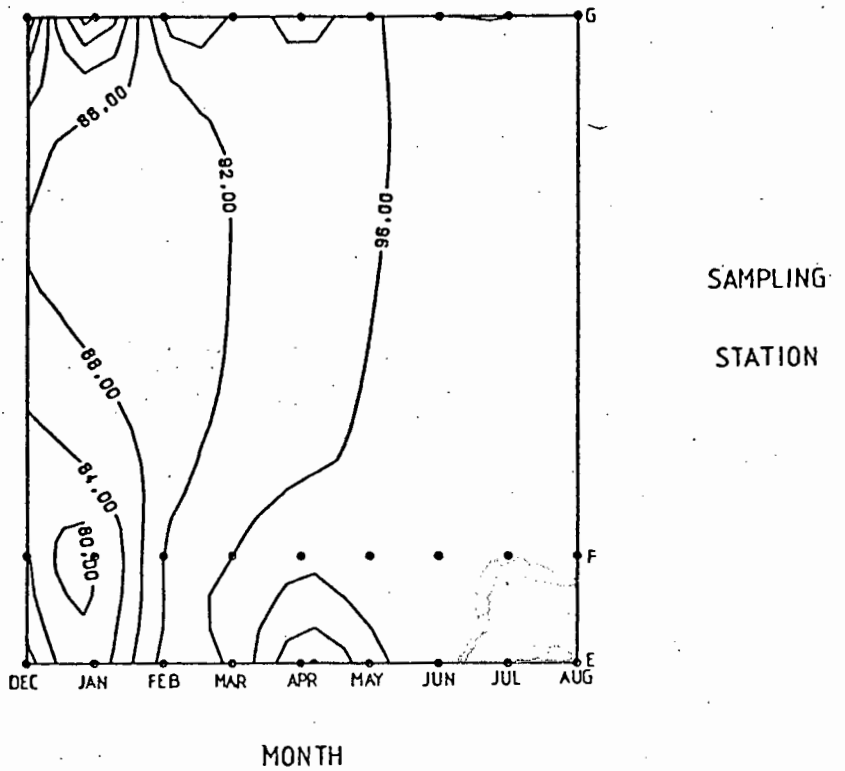 G
88.00
92.00
96.00
SAMPLING
STATION
88.00
84.00
80.00
F
E
DEC JAN FEB MAR APR MAY JUN JUL AUG
MONTH